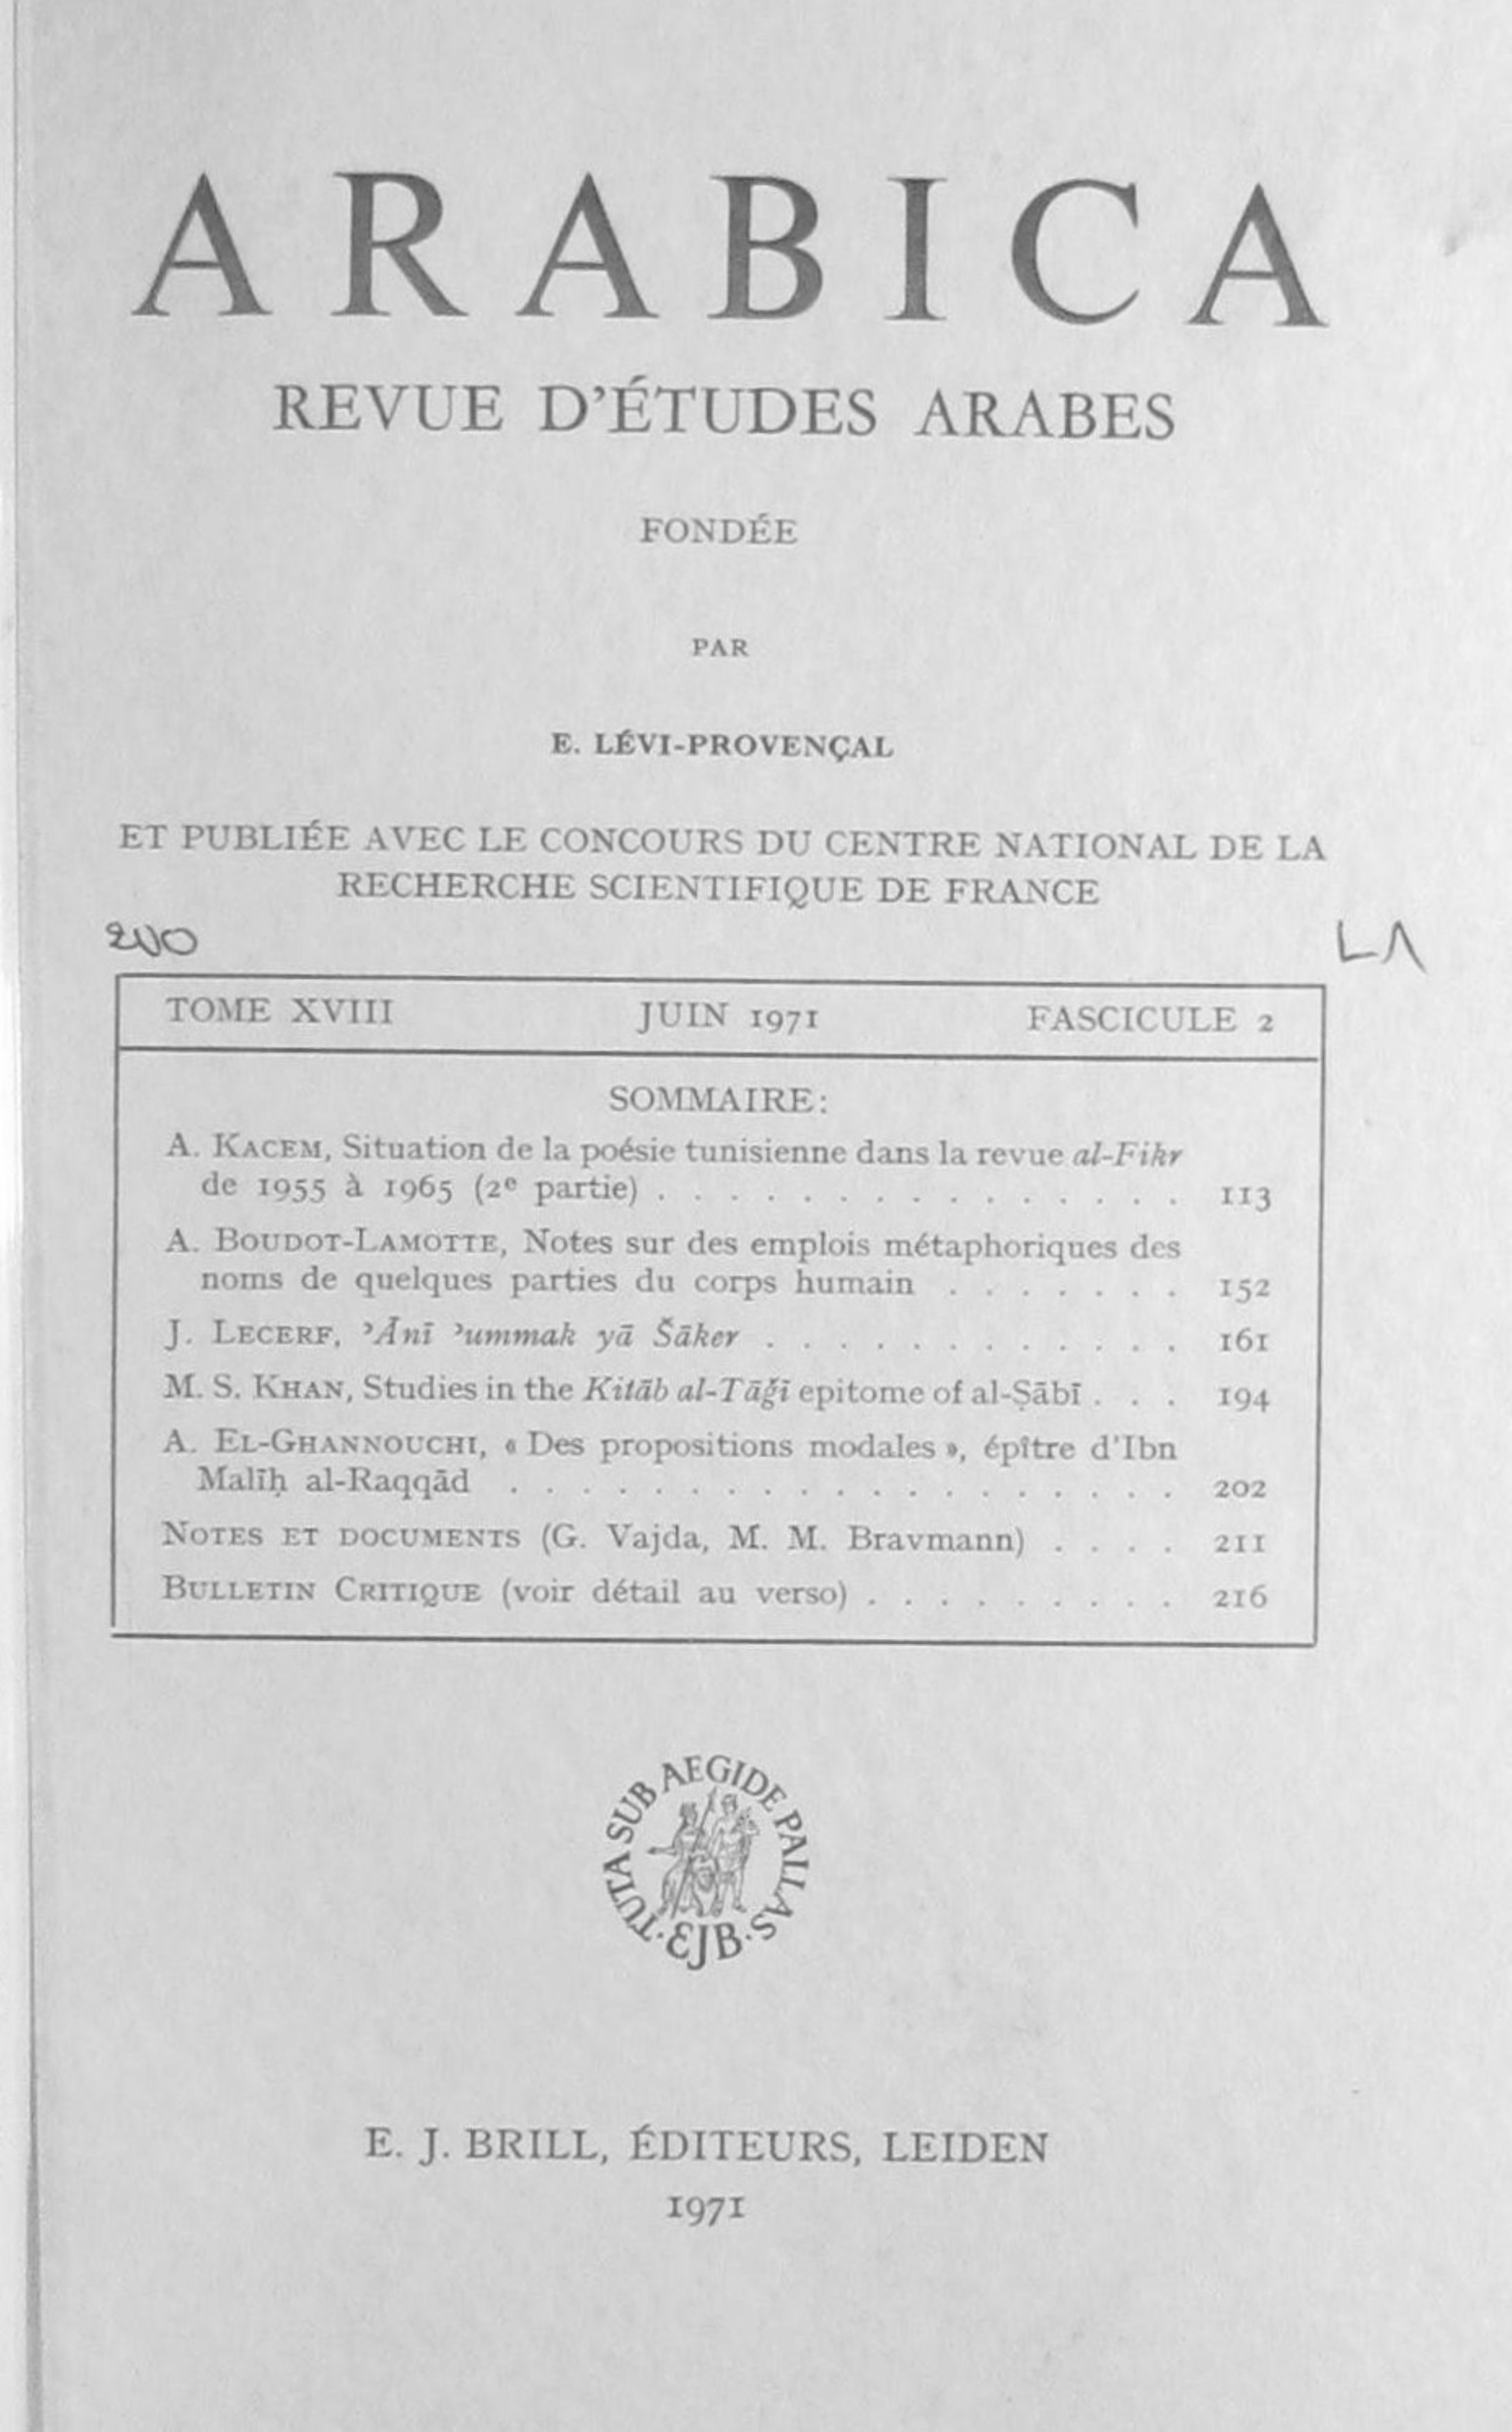 ARABICA
REVUE D'ÉTUDES ARABES
FONDÉE
PAR
E. LÉVI-PROVENÇAL
ET PUBLIÉE AVEC LE CONCOURS DU CENTRE NATIONAL DE LA
RECHERCHE SCIENTIFIQUE DE FRANCE
TOME XVIII JUIN 1971 FASCICULE 2
SOMMAIRE:
A. KACEM, Situation de la poésie tunisienne dans la revue al-Fikr
de 1955 à 1965 (2e partie) . . . . . . . . . . . . . . . 113
A. BOUDOT-LAMOTTE, Notes sur des emplois métaphoriques des
noms de quelques parties du corps humain . . . . . . . 152
J. LECERF, ʾĀnī ʾummak yā Šāker . . . . . . . . . . . . 161
M. S. KHAN, Studies in the Kitāb al-Tāǧī epitome of al-Ṣābī . . . 194
A. EL-GHANNOUCHI, « Des propositions modales », épître d'Ibn
Malīḥ al-Raqqād . . . . . . . . . . . . . . . . . . . 202
NOTES ET DOCUMENTS (G. Vajda, M. M. Bravmann) . . . . 211
BULLETIN CRITIQUE (voir détail au verso) . . . . . . . . . 216
TUTA SUB AEGIDE PALLAS
·EJB·
E. J. BRILL, ÉDITEURS, LEIDEN
1971